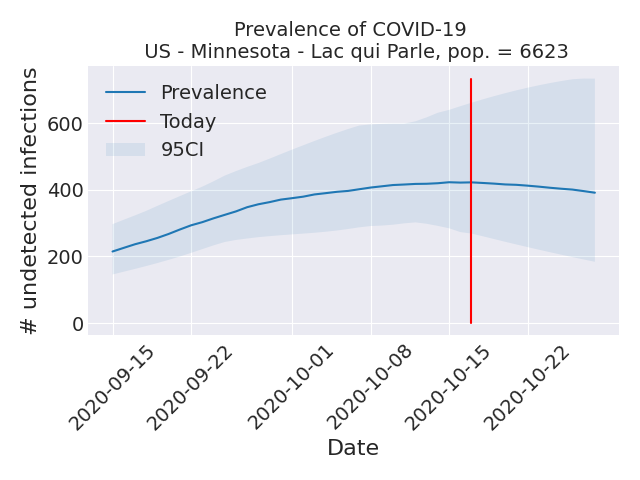 Prevalence of COVID-19
US - Minnesota - Lac qui Parle, pop. = 6623
# undetected infections
600
400
200
0
Prevalence
Today
95CI
2020-09-15
2020-09-22
2020-10-01
2020-10-08
2020-10-15
2020-10-22
Date